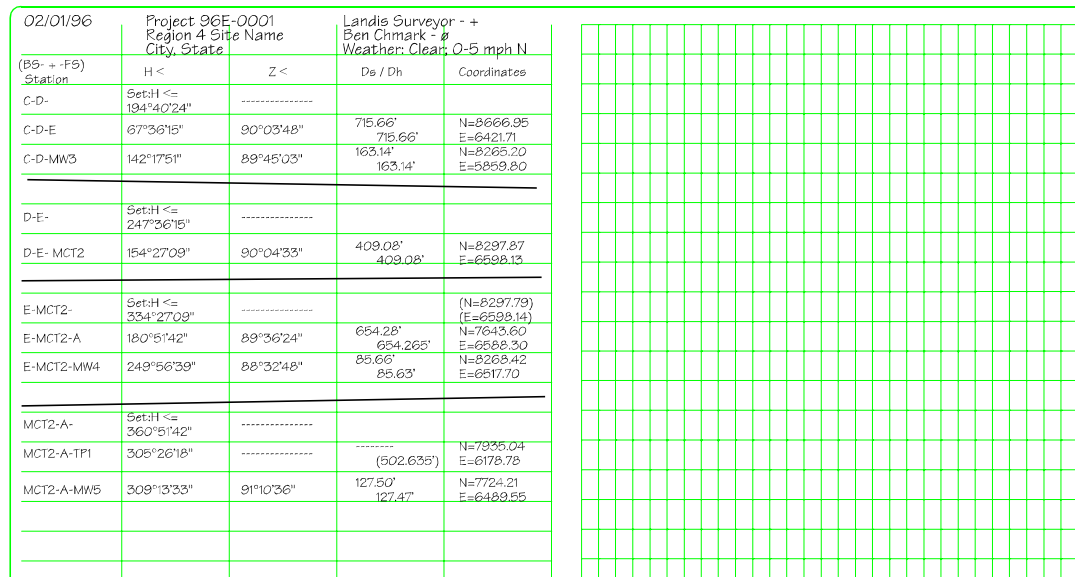 02/01/96 Project 96E-0001 Landis Surveyor - +
Region 4 Site Name Ben Chmark - ø
City, State Weather: Clear; 0-5 mph N
(BS- + -FS) H < Z < Ds / Dh Coordinates
Station
C-D- Set:H <= --------------
194°40'24"
C-D-E 67°36'15" 90°03'48" 715.66' N=8666.95
715.66' E=6421.71
C-D-MW3 142°17'51" 89°45'03" 163.14' N=8265.20
163.14' E=5859.80
D-E- Set:H <= --------------
247°36'15"
D-E- MCT2 154°27'09" 90°04'33" 409.08' N=8297.87
409.08' E=6598.13
E-MCT2- Set:H <= -------------- (N=8297.79)
334°27'09" (E=6598.14)
E-MCT2-A 180°51'42" 89°36'24" 654.28' N=7643.60
654.265' E=6588.30
E-MCT2-MW4 249°56'39" 88°32'48" 85.66' N=8268.42
85.63' E=6517.70
MCT2-A- Set:H <= --------------
360°51'42"
MCT2-A-TP1 305°26'18" -------------- -------- N=7935.04
(502.635') E=6178.78
MCT2-A-MW5 309°13'33" 91°10'36" 127.50' N=7724.21
127.47' E=6489.55